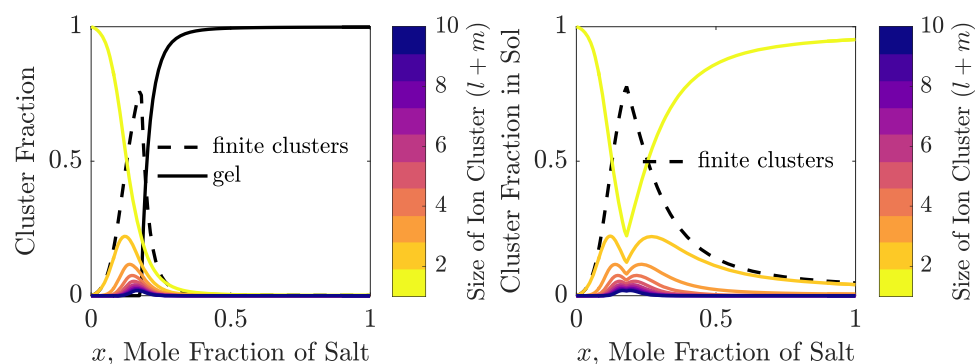 Cluster Fraction
1
0.5
0
0
0.5
1
x, Mole Fraction of Salt
finite clusters
gel
10
8
6
4
2
Size of Ion Cluster (l + m)
Cluster Fraction in Sol
1
0.5
0
0
0.5
1
x, Mole Fraction of Salt
finite clusters
10
8
6
4
2
Size of Ion Cluster (l + m)